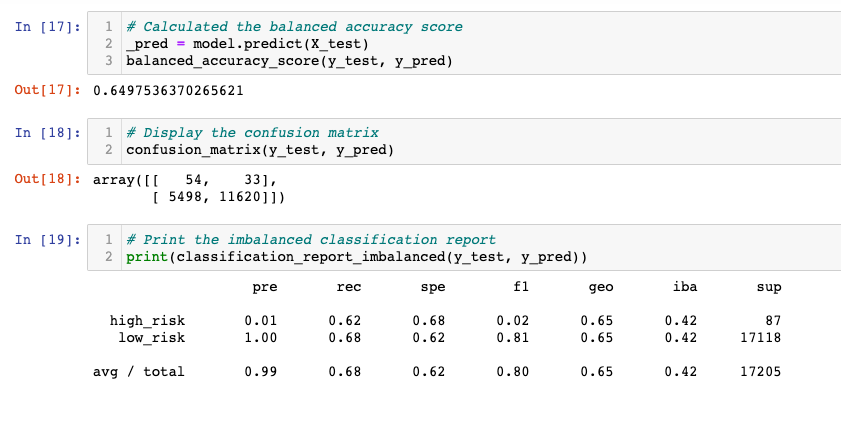 In [17]: 1 # Calculated the balanced accuracy score
2 _pred = model.predict(X_test)
3 balanced_accuracy_score(y_test, y_pred)
Out[17]: 0.6497536370265621
In [18]: 1 # Display the confusion matrix
2 confusion_matrix(y_test, y_pred)
Out[18]: array([[   54,    33],
[ 5498, 11620]])
In [19]: 1 # Print the imbalanced classification report
2 print(classification_report_imbalanced(y_test, y_pred))
pre rec spe f1 geo iba sup
high_risk 0.01 0.62 0.68 0.02 0.65 0.42 87
low_risk 1.00 0.68 0.62 0.81 0.65 0.42 17118
avg / total 0.99 0.68 0.62 0.80 0.65 0.42 17205